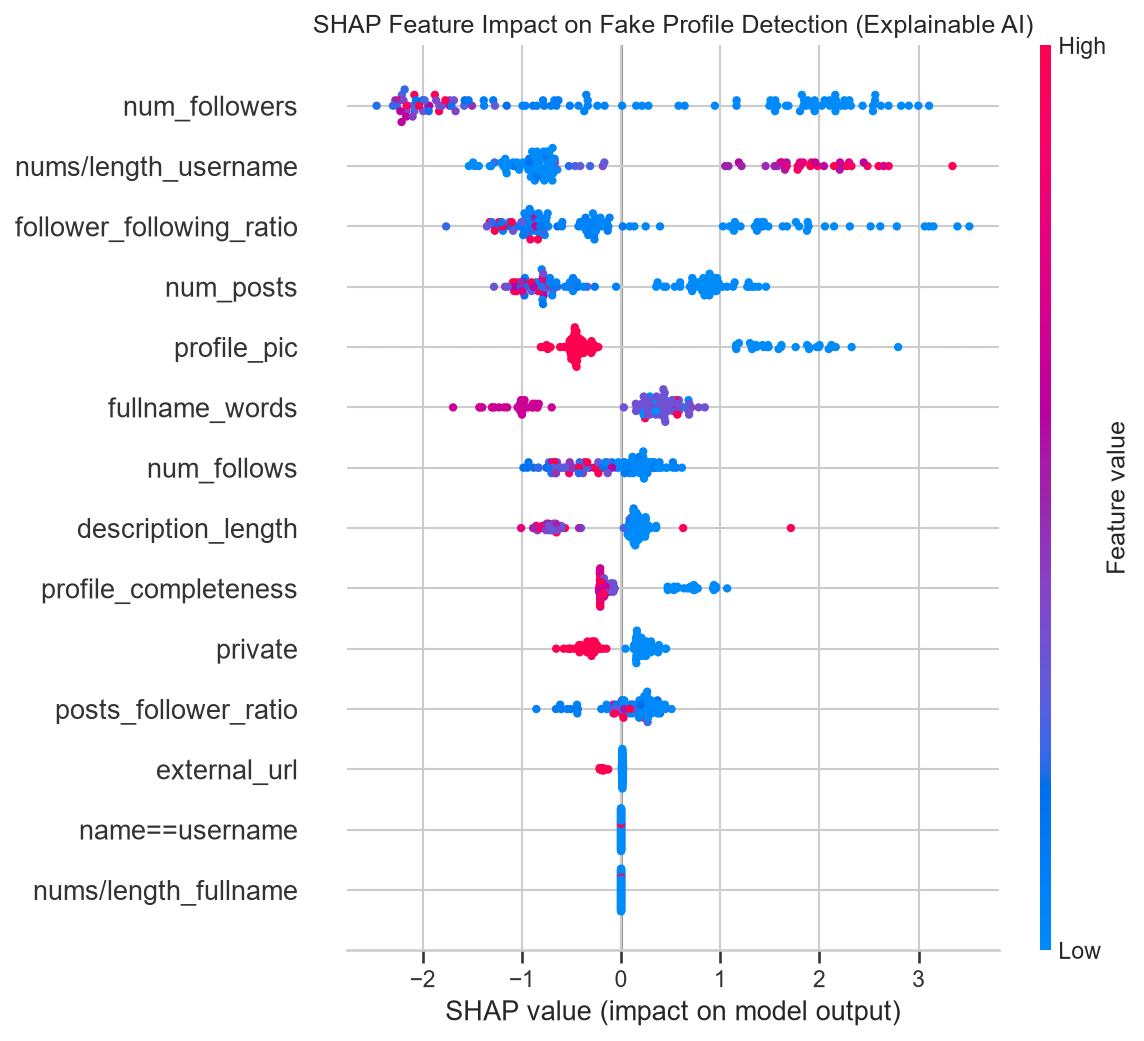 SHAP Feature Impact on Fake Profile Detection (Explainable AI)
High
num_followers
nums/length_username
follower_following_ratio
num_posts
profile_pic
fullname_words
num_follows
description_length
profile_completeness
private
posts_follower_ratio
external_url
name==username
nums/length_fullname
Feature value
Low
−2 −1 0 1 2 3
SHAP value (impact on model output)